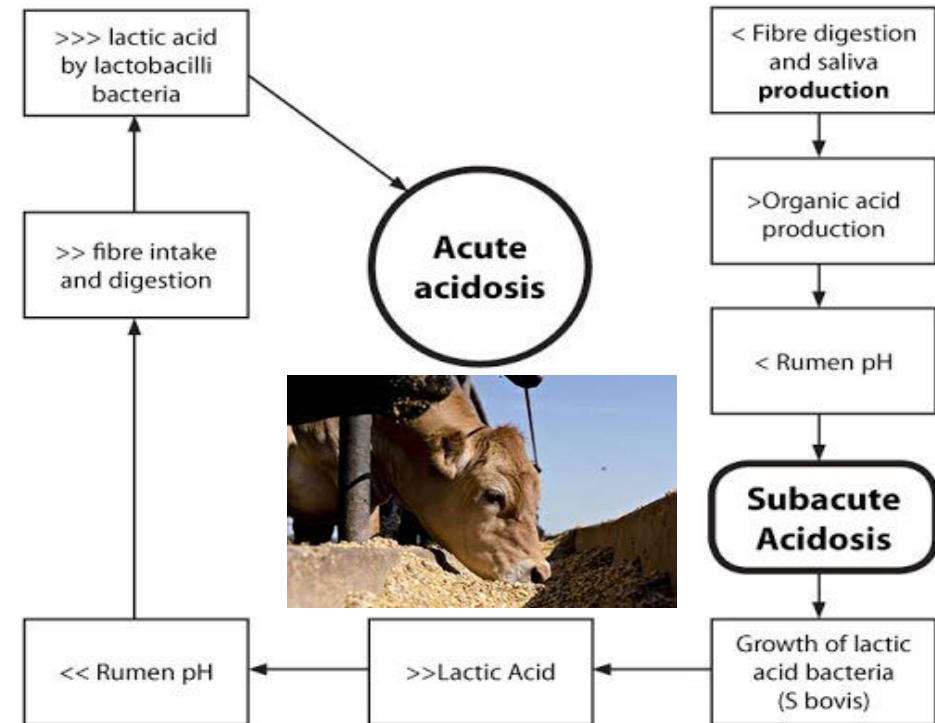 >>> lactic acid
by lactobacilli
bacteria
< Fibre digestion
and saliva
production
>Organic acid
production
>> fibre intake
and digestion
Acute
acidosis
< Rumen pH
Subacute
Acidosis
Growth of lactic
acid bacteria
(S bovis)
>>Lactic Acid
<< Rumen pH